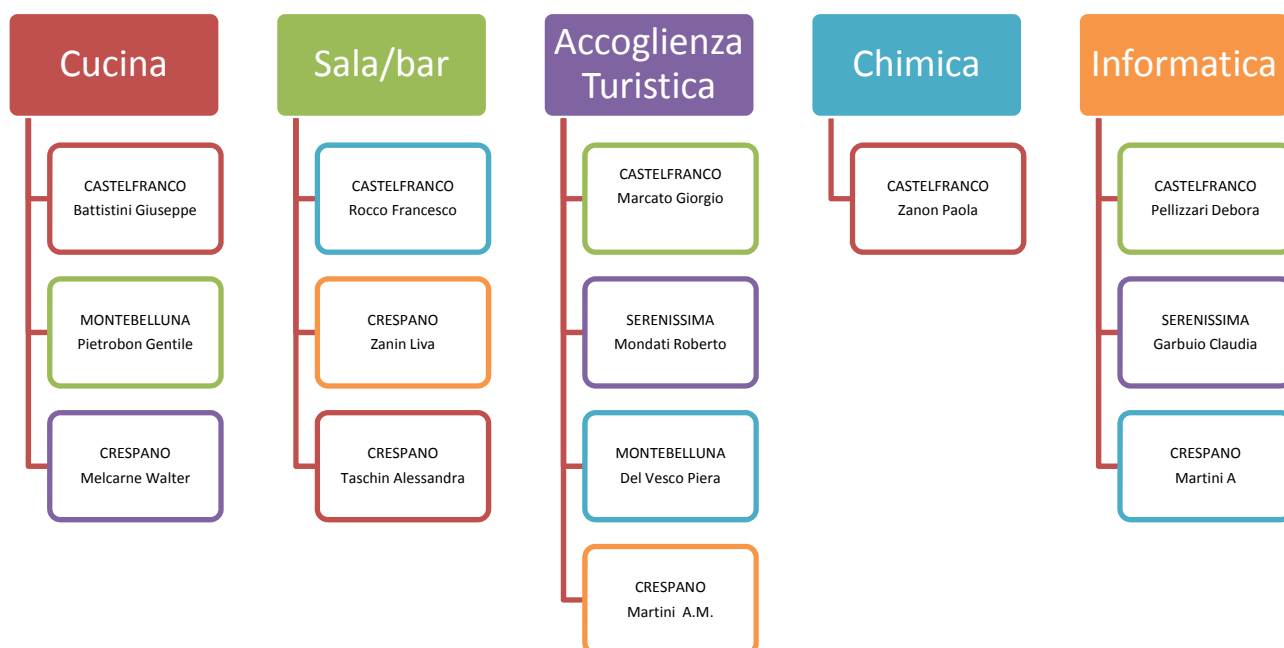 Cucina
CASTELFRANCO
Battistini Giuseppe
MONTEBELLUNA
Pietrobon Gentile
CRESPANO
Melcarne Walter
Sala/bar
CASTELFRANCO
Rocco Francesco
CRESPANO
Zanin Liva
CRESPANO
Taschin Alessandra
Accoglienza
Turistica
CASTELFRANCO
Marcato Giorgio
SERENISSIMA
Mondati Roberto
MONTEBELLUNA
Del Vesco Piera
CRESPANO
Martini A.M.
Chimica
CASTELFRANCO
Zanon Paola
Informatica
CASTELFRANCO
Pellizzari Debora
SERENISSIMA
Garbuio Claudia
CRESPANO
Martini A